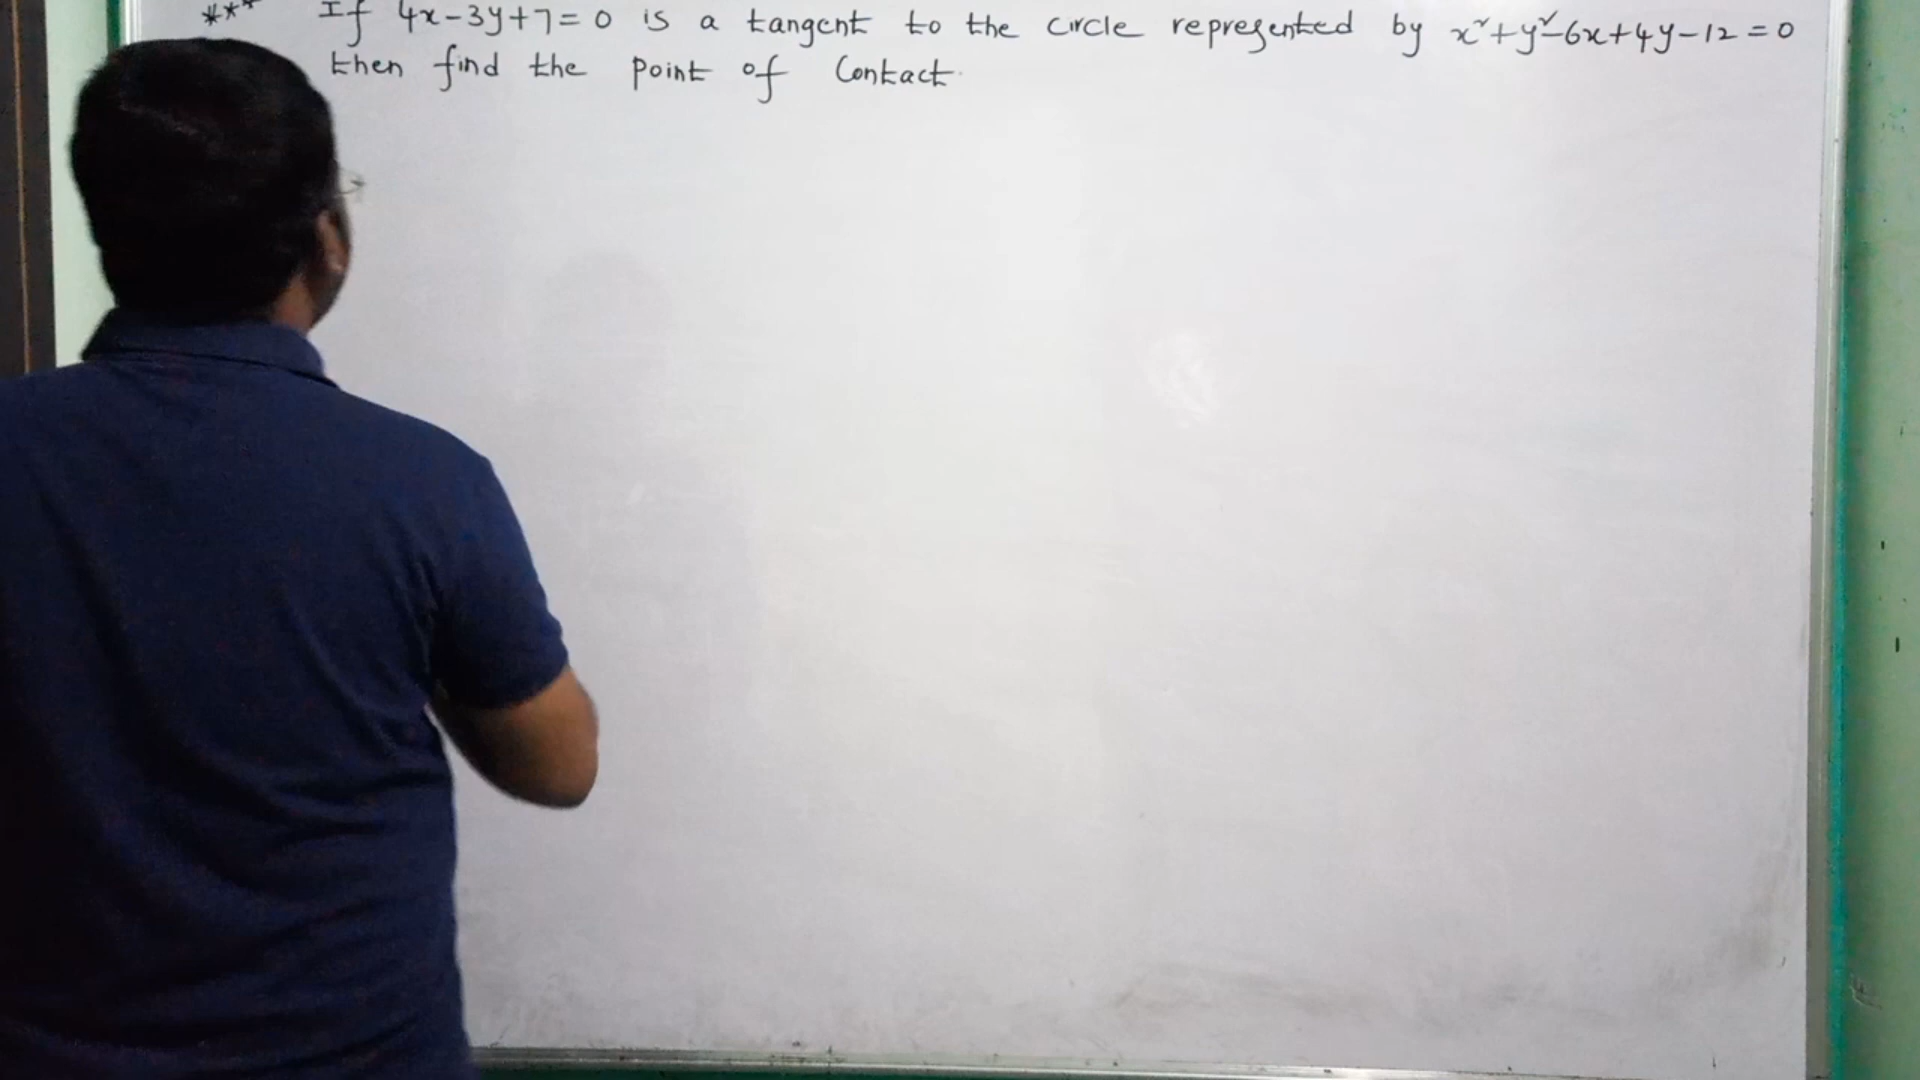 *** If 4x-3y+7=0 is a tangent to the circle represented by x²+y²-6x+4y-12=0
then find the point of contact.